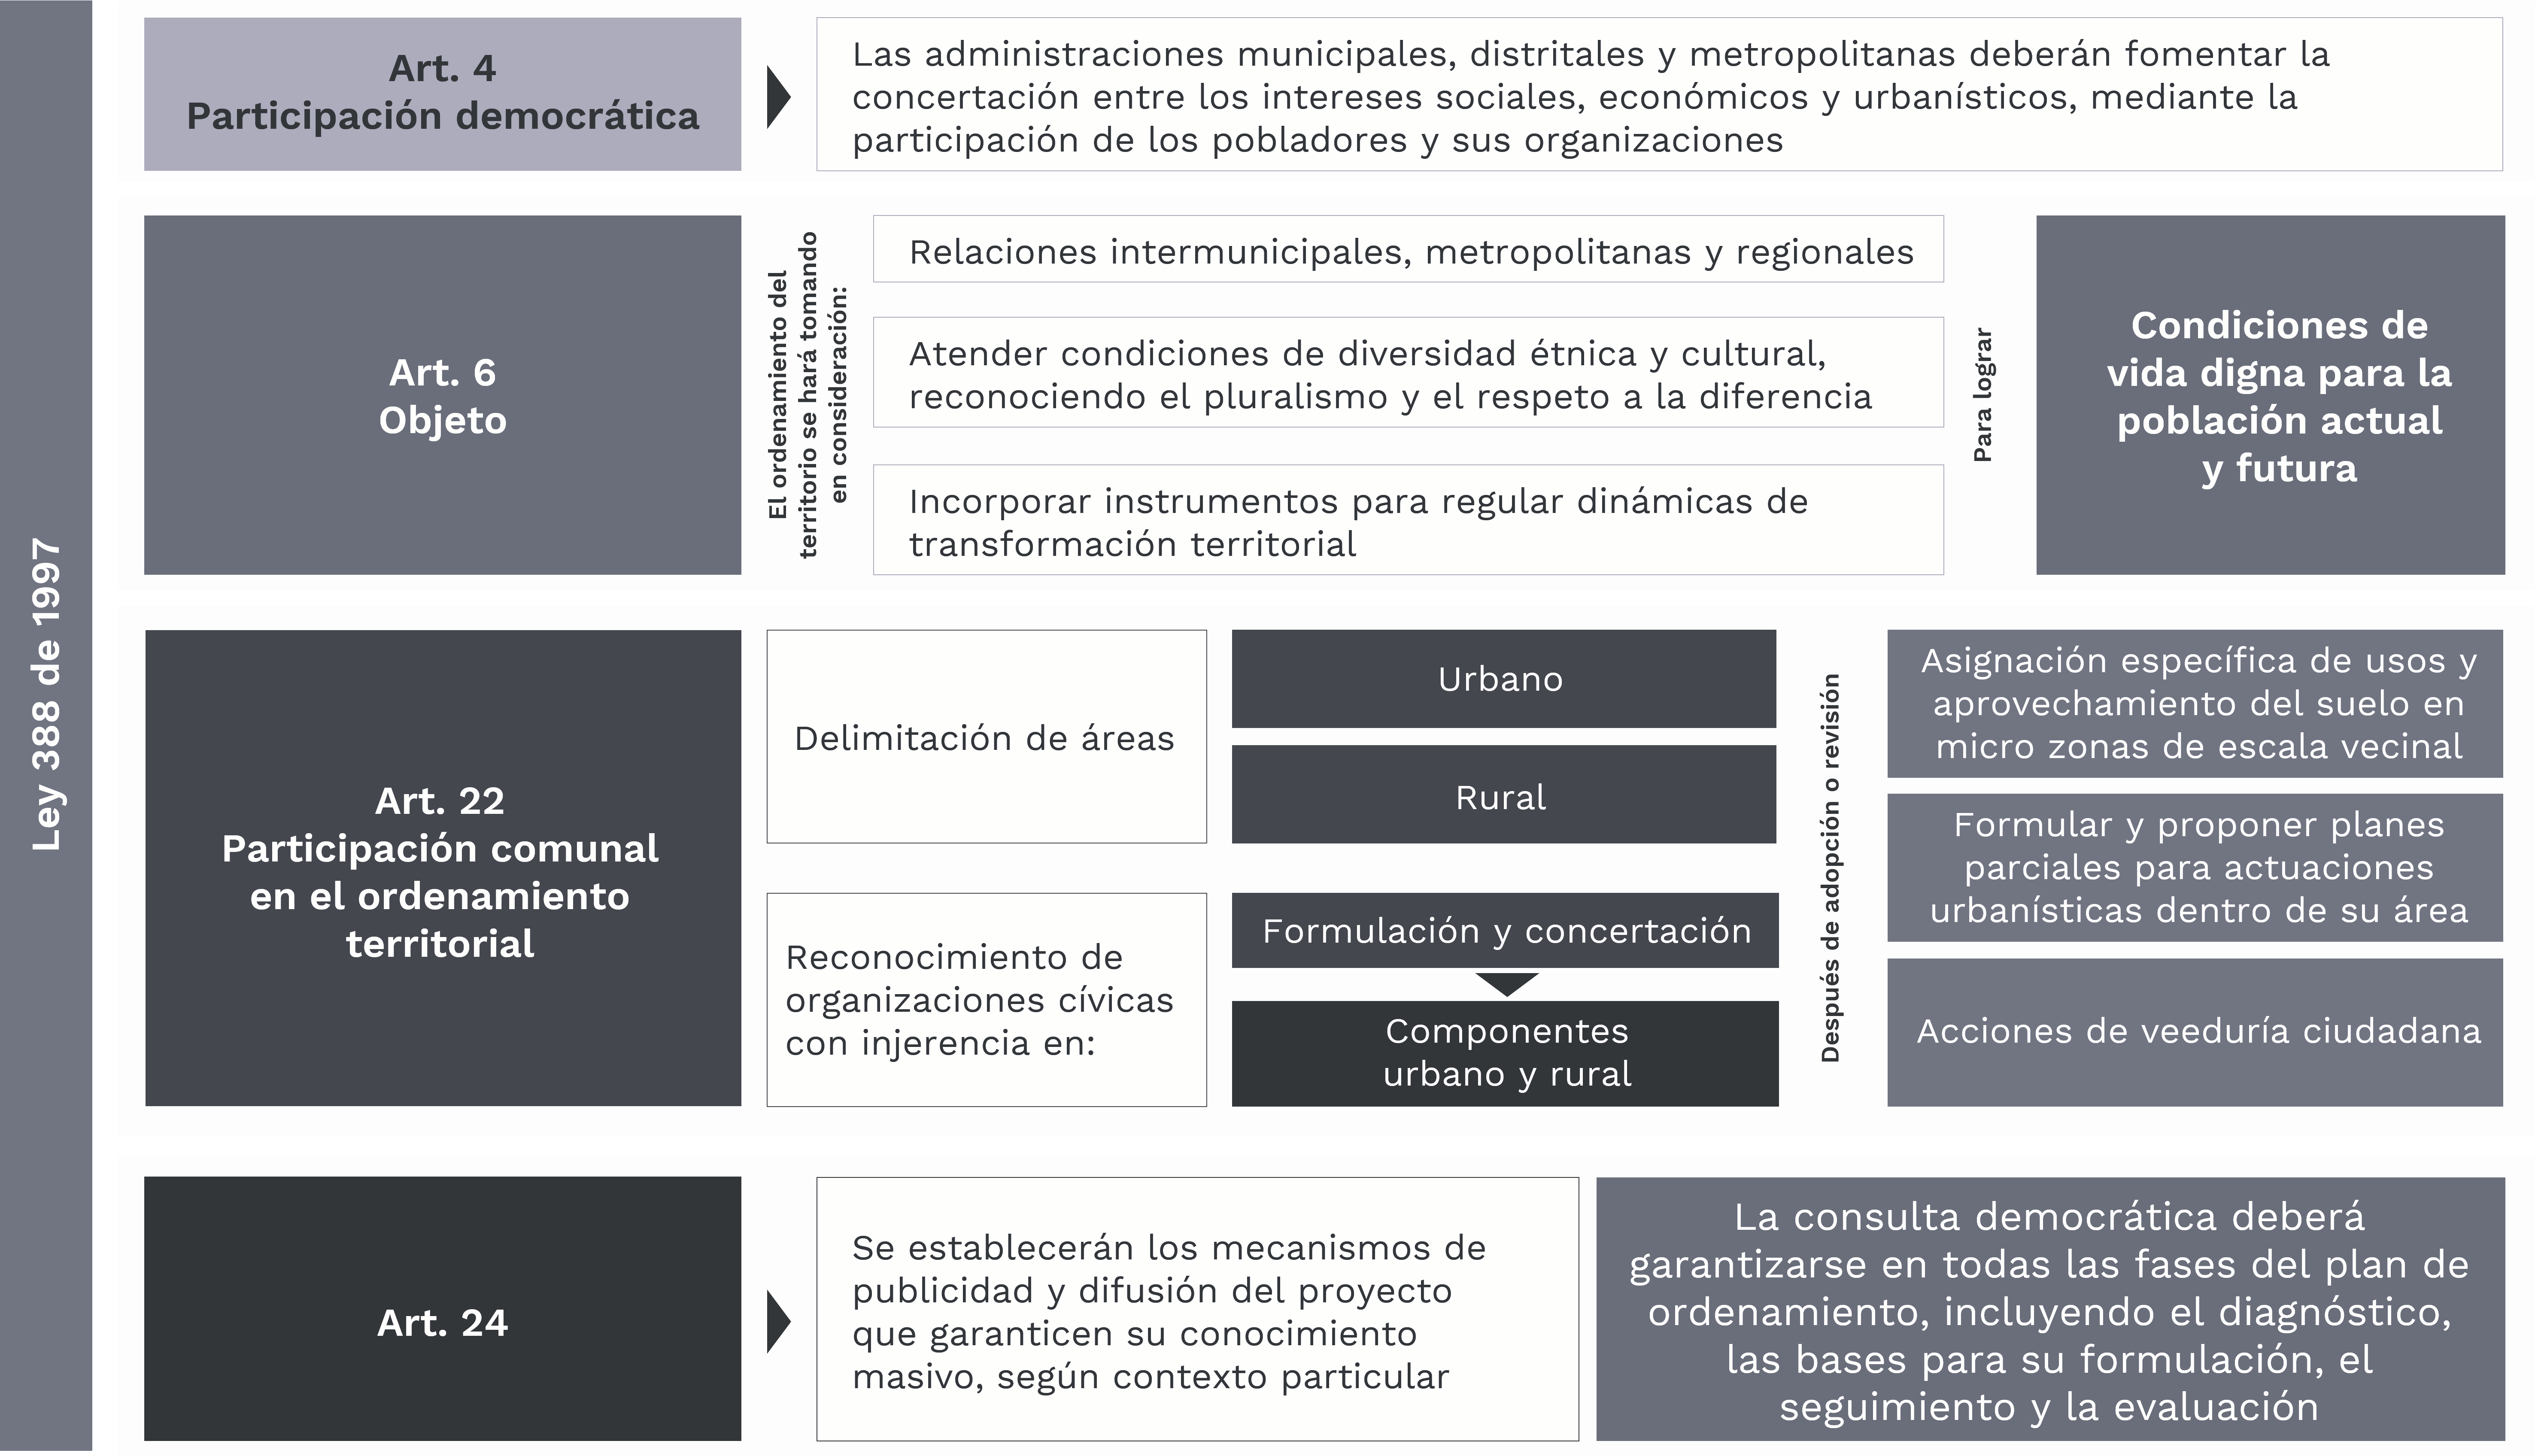 Ley 388 de 1997
Art. 4
Participación democrática
Las administraciones municipales, distritales y metropolitanas deberán fomentar la
concertación entre los intereses sociales, económicos y urbanísticos, mediante la
participación de los pobladores y sus organizaciones
Art. 6
Objeto
El ordenamiento del
territorio se hará tomando
en consideración:
Relaciones intermunicipales, metropolitanas y regionales
Atender condiciones de diversidad étnica y cultural,
reconociendo el pluralismo y el respeto a la diferencia
Incorporar instrumentos para regular dinámicas de
transformación territorial
Para lograr
Condiciones de
vida digna para la
población actual
y futura
Art. 22
Participación comunal
en el ordenamiento
territorial
Delimitación de áreas
Urbano
Rural
Reconocimiento de
organizaciones cívicas
con injerencia en:
Formulación y concertación
Componentes
urbano y rural
Después de adopción o revisión
Asignación específica de usos y
aprovechamiento del suelo en
micro zonas de escala vecinal
Formular y proponer planes
parciales para actuaciones
urbanísticas dentro de su área
Acciones de veeduría ciudadana
Art. 24
Se establecerán los mecanismos de
publicidad y difusión del proyecto
que garanticen su conocimiento
masivo, según contexto particular
La consulta democrática deberá
garantizarse en todas las fases del plan de
ordenamiento, incluyendo el diagnóstico,
las bases para su formulación, el
seguimiento y la evaluación